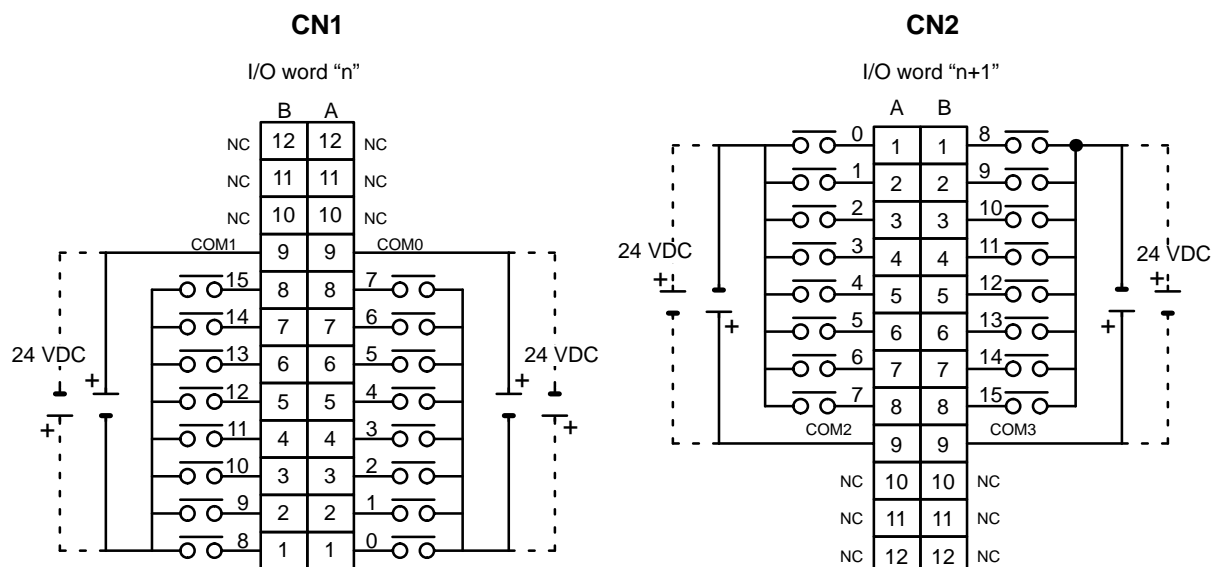 CN1
I/O word “n”
B A
NC 12 12 NC
NC 11 11 NC
NC 10 10 NC
COM1 9 9 COM0
15 8 8 7
14 7 7 6
13 6 6 5
12 5 5 4
11 4 4 3
10 3 3 2
9 2 2 1
8 1 1 0
24 VDC
+
+
24 VDC
+
+
CN2
I/O word “n+1”
A B
0 1 1 8
1 2 2 9
2 3 3 10
3 4 4 11
4 5 5 12
5 6 6 13
6 7 7 14
7 8 8 15
COM2 9 9 COM3
NC 10 10 NC
NC 11 11 NC
NC 12 12 NC
24 VDC
+
+
24 VDC
+
+